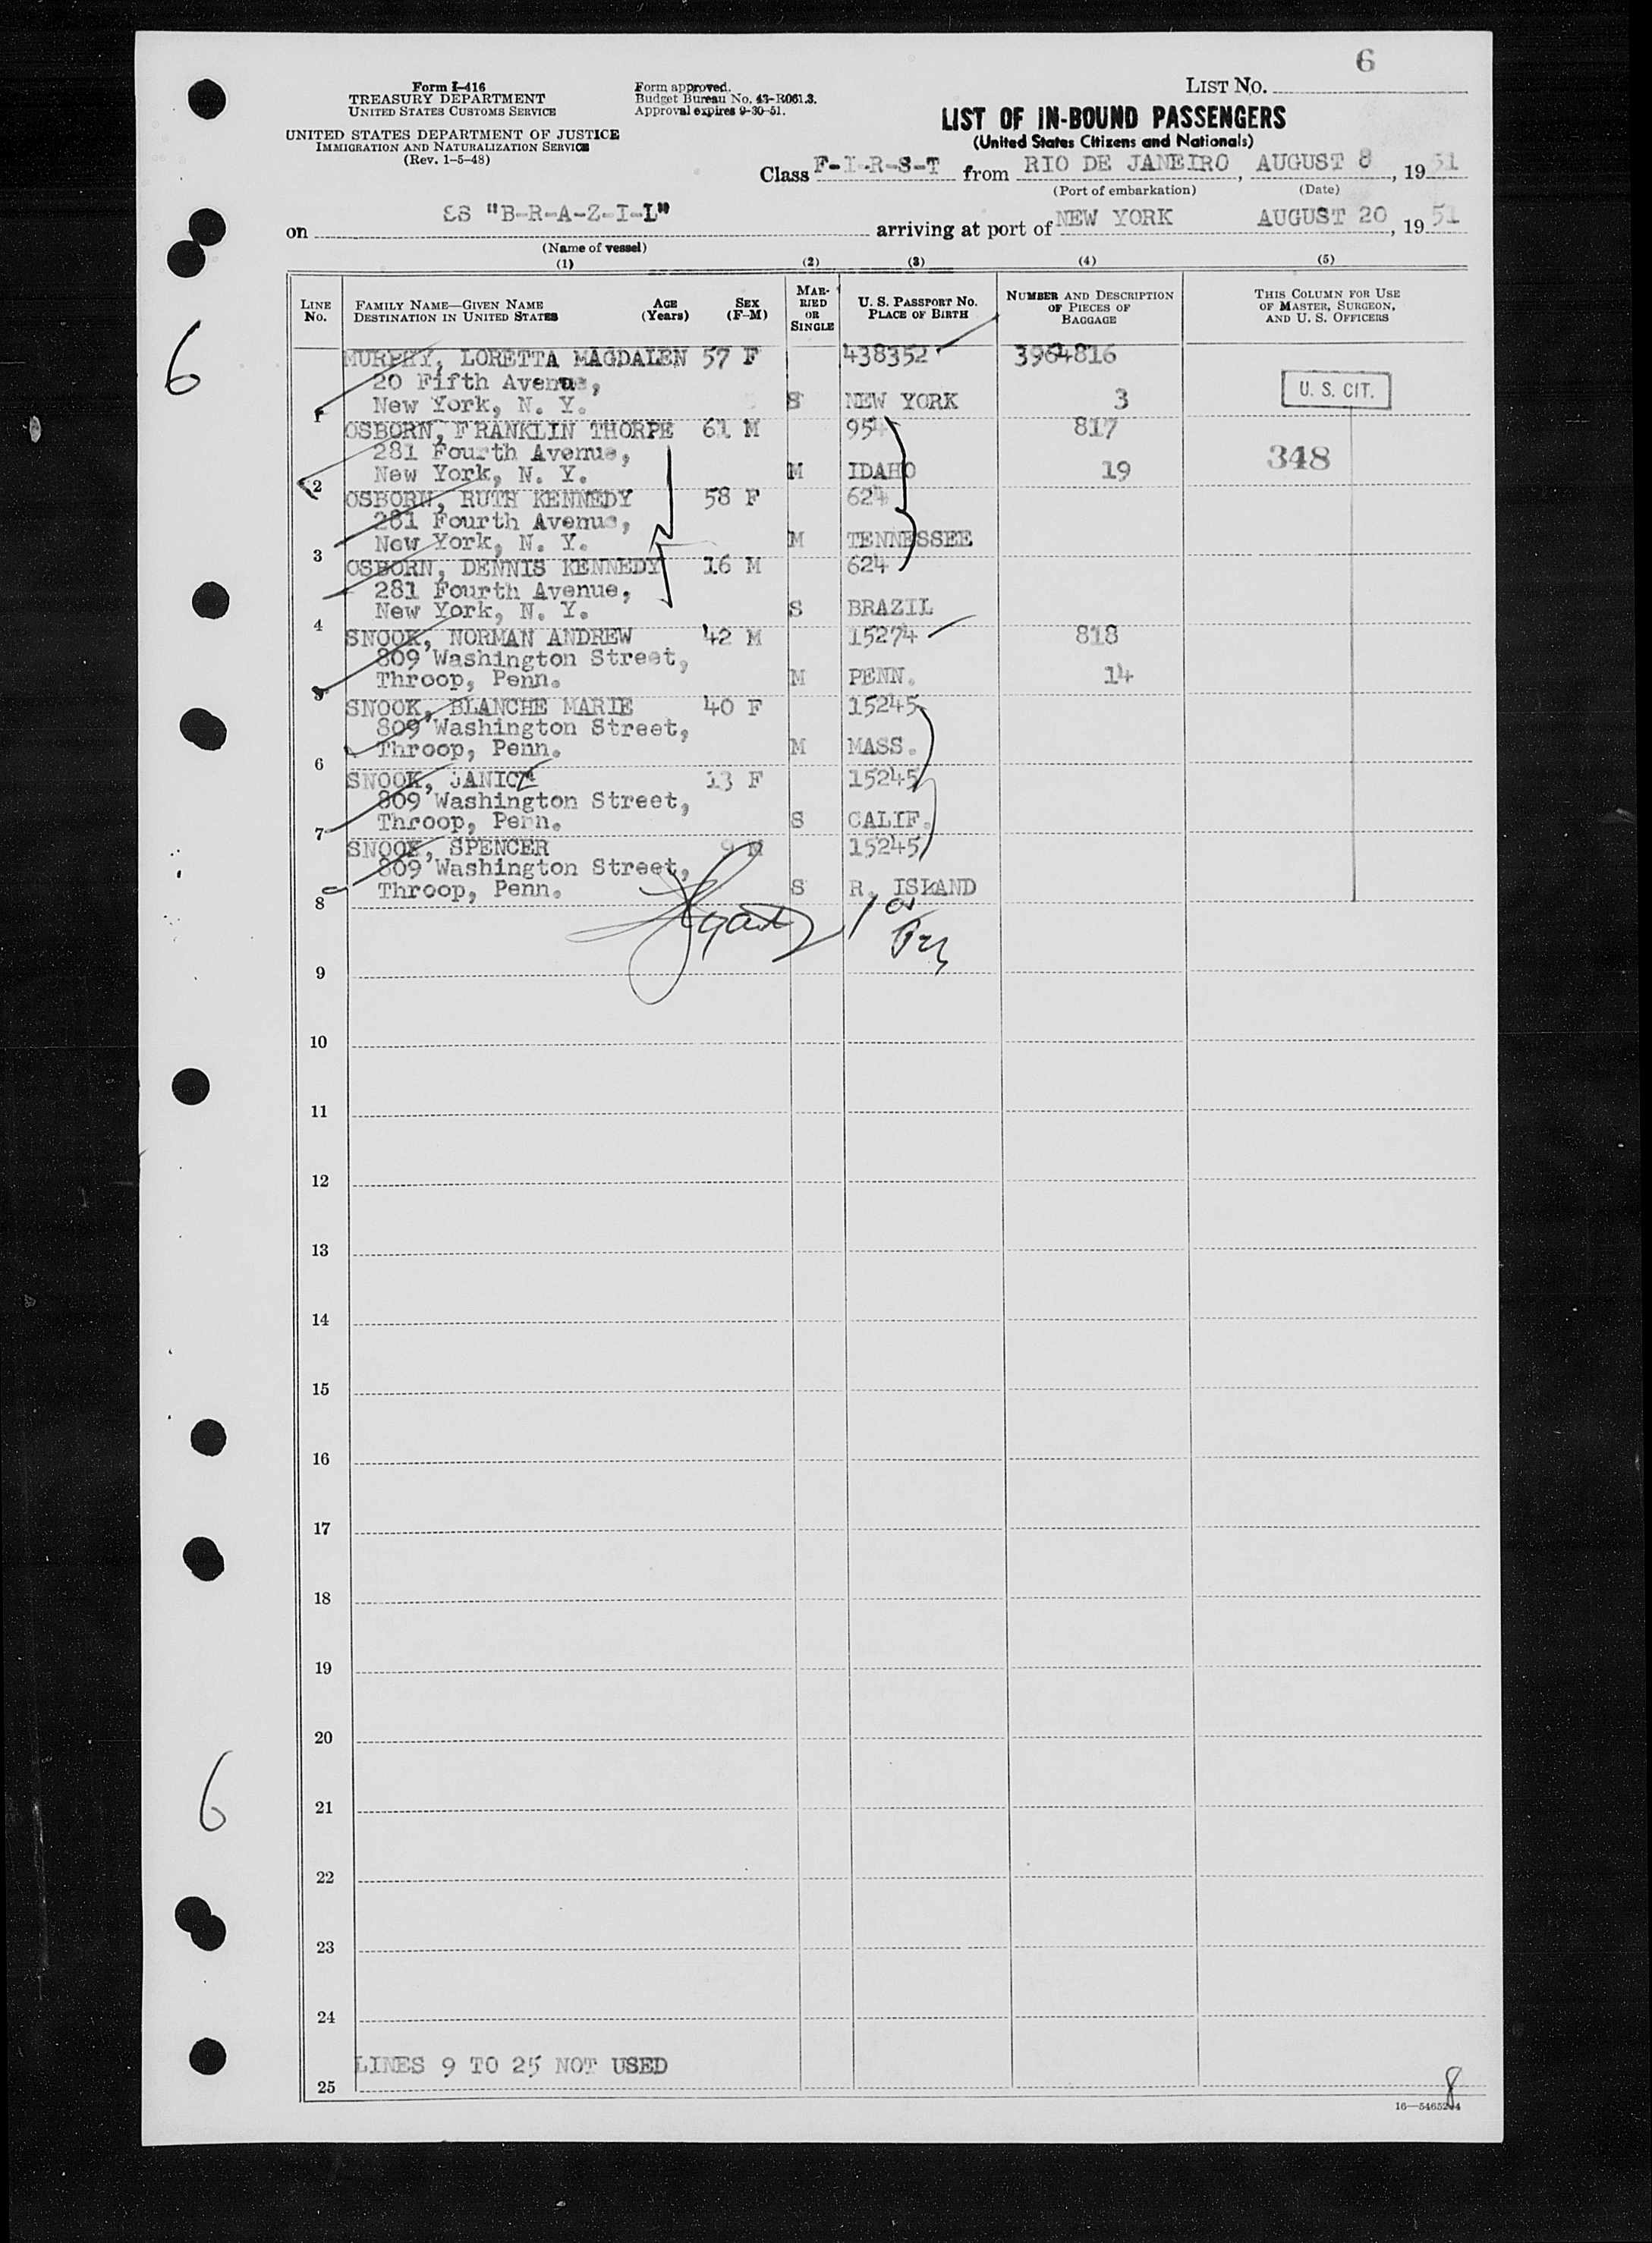 6
Form I-416
TREASURY DEPARTMENT
UNITED STATES CUSTOMS SERVICE
UNITED STATES DEPARTMENT OF JUSTICE
IMMIGRATION AND NATURALIZATION SERVICE
(Rev. 1-5-48)
Form approved.
Budget Bureau No. 43-R061.3.
Approval expires 9-30-51.
LIST NO.
LIST OF IN-BOUND PASSENGERS
(United States Citizens and Nationals)
Class F-I-R-S-T from RIO DE JANEIRO, AUGUST 8, 1951
(Port of embarkation) (Date)
on SS "B-R-A-Z-I-L" arriving at port of NEW YORK AUGUST 20, 1951
(Name of vessel)
(1) (2) (3) (4) (5)
LINE NO. FAMILY NAME—GIVEN NAME DESTINATION IN UNITED STATES AGE (Years) SEX (F-M) MARRIED OR SINGLE U. S. PASSPORT NO. PLACE OF BIRTH NUMBER AND DESCRIPTION OF PIECES OF BAGGAGE THIS COLUMN FOR USE OF MASTER, SURGEON, AND U. S. OFFICERS
6
MURPHY, LORETTA MAGDALEN 57 F 438352 3964816
20 Fifth Avenue,
U. S. CIT.
1 New York, N. Y. S NEW YORK 3
OSBORN, FRANKLIN THORPE 61 M 954 817
281 Fourth Avenue,
348
2 New York, N. Y. M IDAHO 19
OSBORN, RUTH KENNEDY 58 F 624
281 Fourth Avenue,
3 New York, N. Y. M TENNESSEE
OSBORN, DENNIS KENNEDY 16 M 624
281 Fourth Avenue,
4 New York, N. Y. S BRAZIL
SNOOK, NORMAN ANDREW 42 M 15274 818
809 Washington Street,
5 Throop, Penn. M PENN. 14
SNOOK, BLANCHE MARIE 40 F 15245
809 Washington Street,
6 Throop, Penn. M MASS.
SNOOK, JANICE 13 F 15245
809 Washington Street,
7 Throop, Penn. S CALIF.
SNOOK, SPENCER 9 M 15245
809 Washington Street,
8 Throop, Penn. S R. ISLAND
9
10
11
12
13
14
15
16
17
18
19
20
21
6
22
23
24
LINES 9 TO 25 NOT USED
25
8